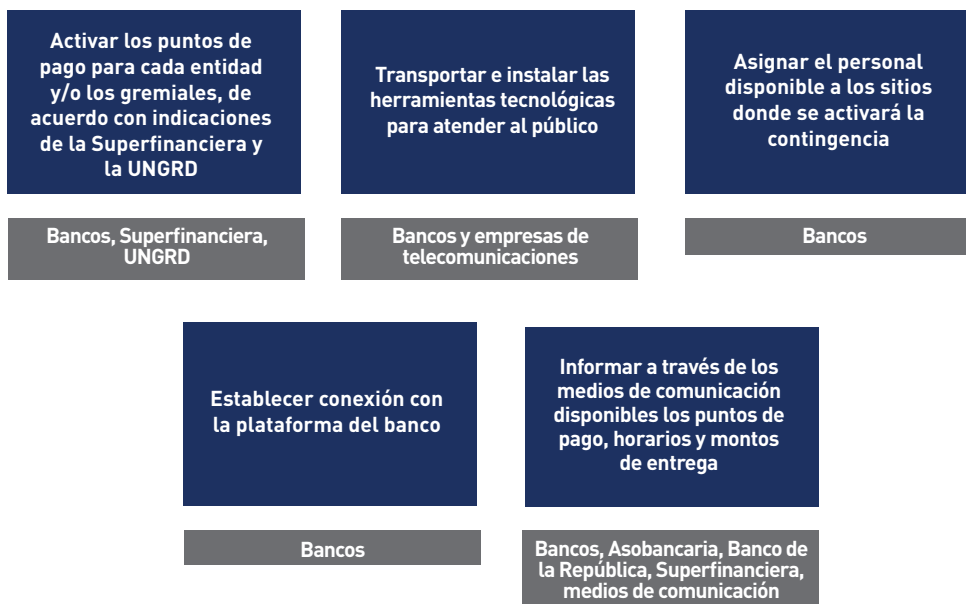 Activar los puntos de
pago para cada entidad
y/o los gremiales, de
acuerdo con indicaciones
de la Superfinanciera y
la UNGRD
Bancos, Superfinanciera,
UNGRD
Transportar e instalar las
herramientas tecnológicas
para atender al público
Bancos y empresas de
telecomunicaciones
Asignar el personal
disponible a los sitios
donde se activará la
contingencia
Bancos
Establecer conexión con
la plataforma del banco
Bancos
Informar a través de los
medios de comunicación
disponibles los puntos de
pago, horarios y montos
de entrega
Bancos, Asobancaria, Banco de
la República, Superfinanciera,
medios de comunicación